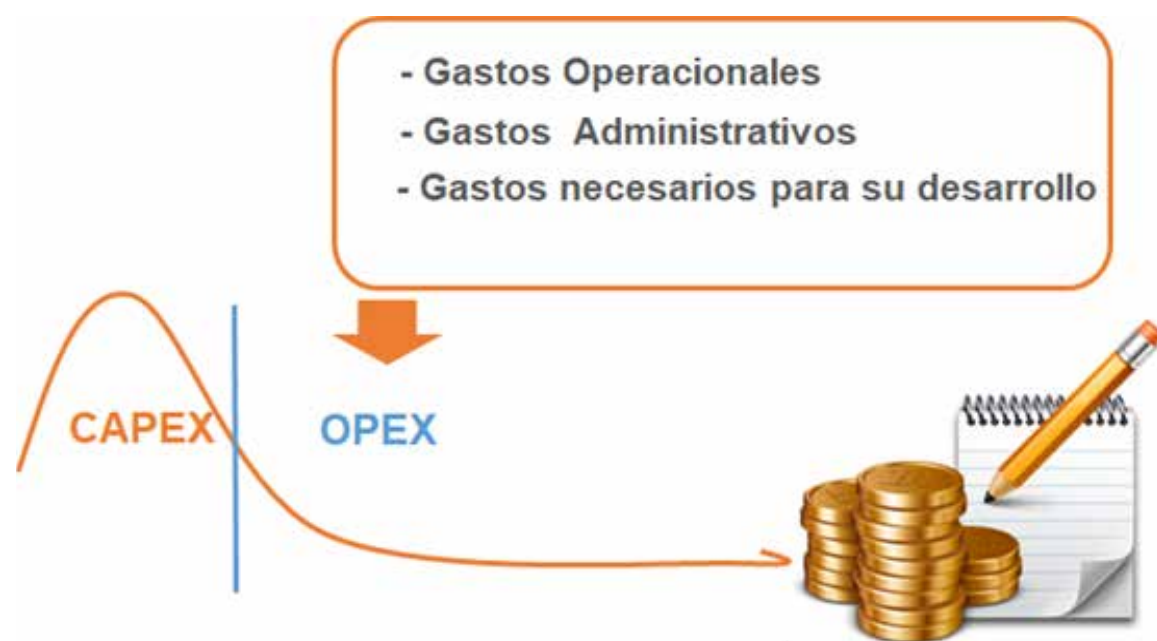 - Gastos Operacionales
- Gastos Administrativos
- Gastos necesarios para su desarrollo
CAPEX
OPEX